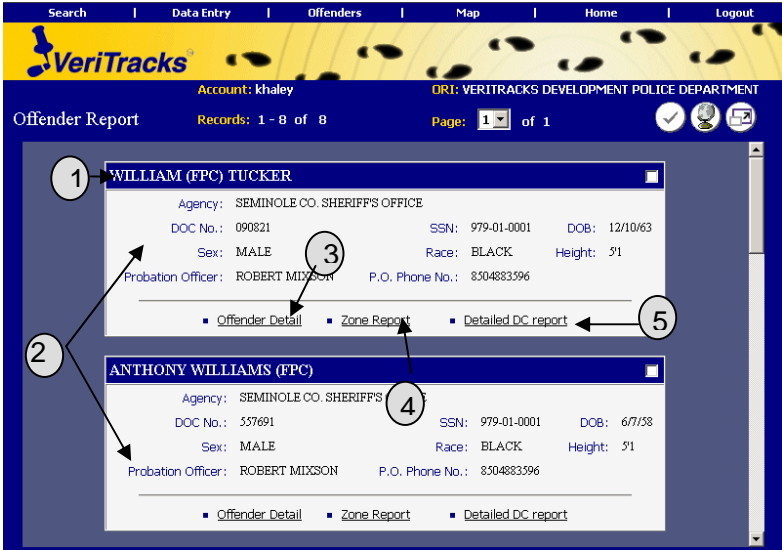 Search | Data Entry | Offenders | Map | Home | Logout
VeriTracks®
Account: khaley ORI: VERITRACKS DEVELOPMENT POLICE DEPARTMENT
Offender Report Records: 1 - 8 of 8 Page: 1 of 1
1 WILLIAM (FPC) TUCKER
Agency: SEMINOLE CO. SHERIFF'S OFFICE
DOC No.: 090821 SSN: 979-01-0001 DOB: 12/10/63
Sex: MALE 3 Race: BLACK Height: 5'1
Probation Officer: ROBERT MIXSON P.O. Phone No.: 8504883596
Offender Detail Zone Report Detailed DC report 5
2
ANTHONY WILLIAMS (FPC)
Agency: SEMINOLE CO. SHERIFF'S 4
DOC No.: 557691 SSN: 979-01-0001 DOB: 6/7/58
Sex: MALE Race: BLACK Height: 5'1
Probation Officer: ROBERT MIXSON P.O. Phone No.: 8504883596
Offender Detail Zone Report Detailed DC report